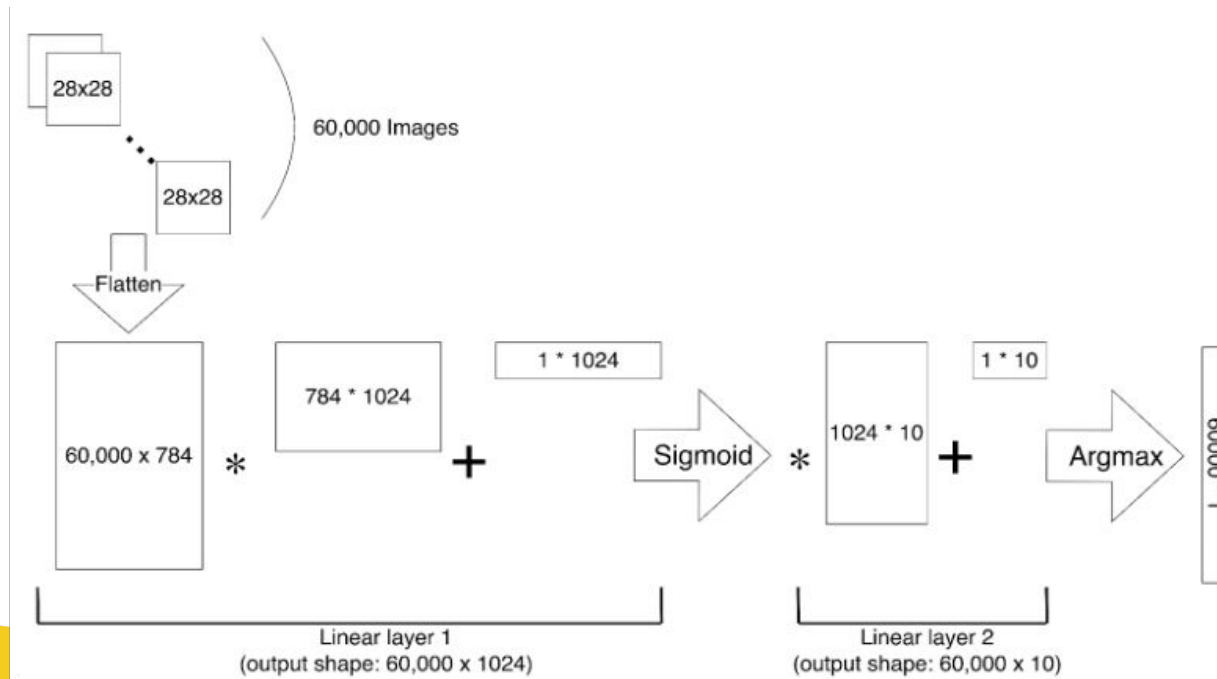 28x28
60,000 Images
28x28
Flatten
60,000 x 784
*
784 * 1024
+
1 * 1024
Sigmoid
*
1024 * 10
+
1 * 10
Argmax
Linear layer 1
(output shape: 60,000 x 1024)
Linear layer 2
(output shape: 60,000 x 10)